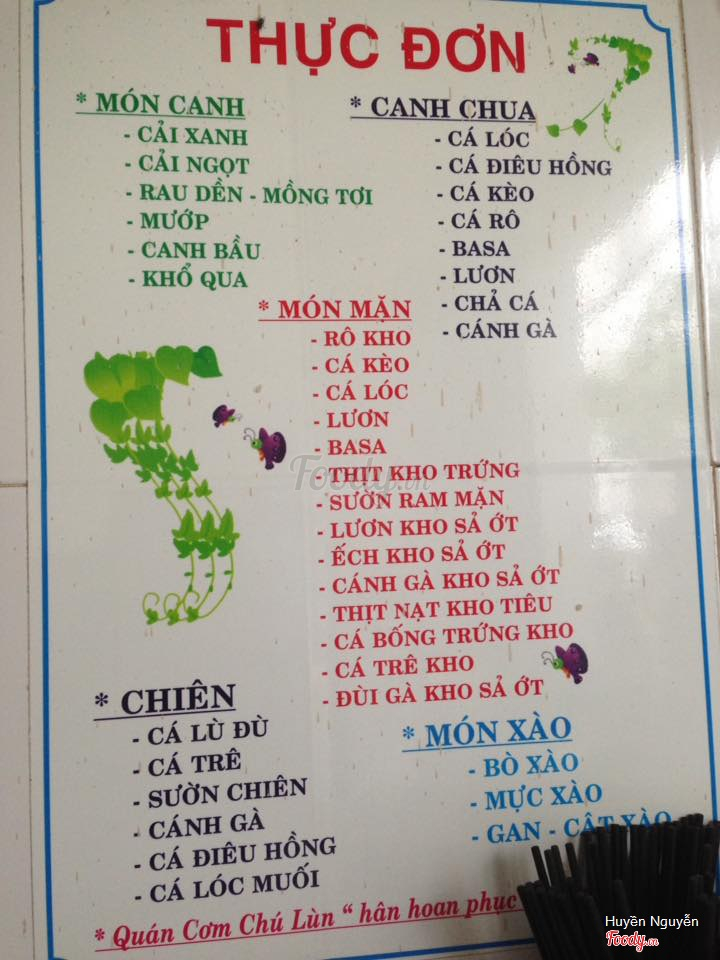 THỰC ĐƠN
* MÓN CANH
- CẢI XANH
- CẢI NGỌT
- RAU DỀN - MỒNG TƠI
- MƯỚP
- CANH BẦU
- KHỔ QUA
* CANH CHUA
- CÁ LÓC
- CÁ ĐIÊU HỒNG
- CÁ KÈO
- CÁ RÔ
- BASA
- LƯƠN
- CHẢ CÁ
- CÁNH GÀ
* MÓN MẶN
- RÔ KHO
- CÁ KÈO
- CÁ LÓC
- LƯƠN
- BASA
- THỊT KHO TRỨNG
- SƯỜN RAM MẶN
- LƯƠN KHO SẢ ỚT
- ẾCH KHO SẢ ỚT
- CÁNH GÀ KHO SẢ ỚT
- THỊT NẠT KHO TIÊU
- CÁ BỐNG TRỨNG KHO
- CÁ TRÊ KHO
- ĐÙI GÀ KHO SẢ ỚT
* CHIÊN
- CÁ LÙ ĐÙ
- CÁ TRÊ
- SƯỜN CHIÊN
- CÁNH GÀ
- CÁ ĐIÊU HỒNG
- CÁ LÓC MUỐI
* MÓN XÀO
- BÒ XÀO
- MỰC XÀO
- GAN - CẬT XÀO
* Quán Cơm Chú Lùn “ hân hoan phục
Foody.vn
Huyền Nguyễn
Foody.vn